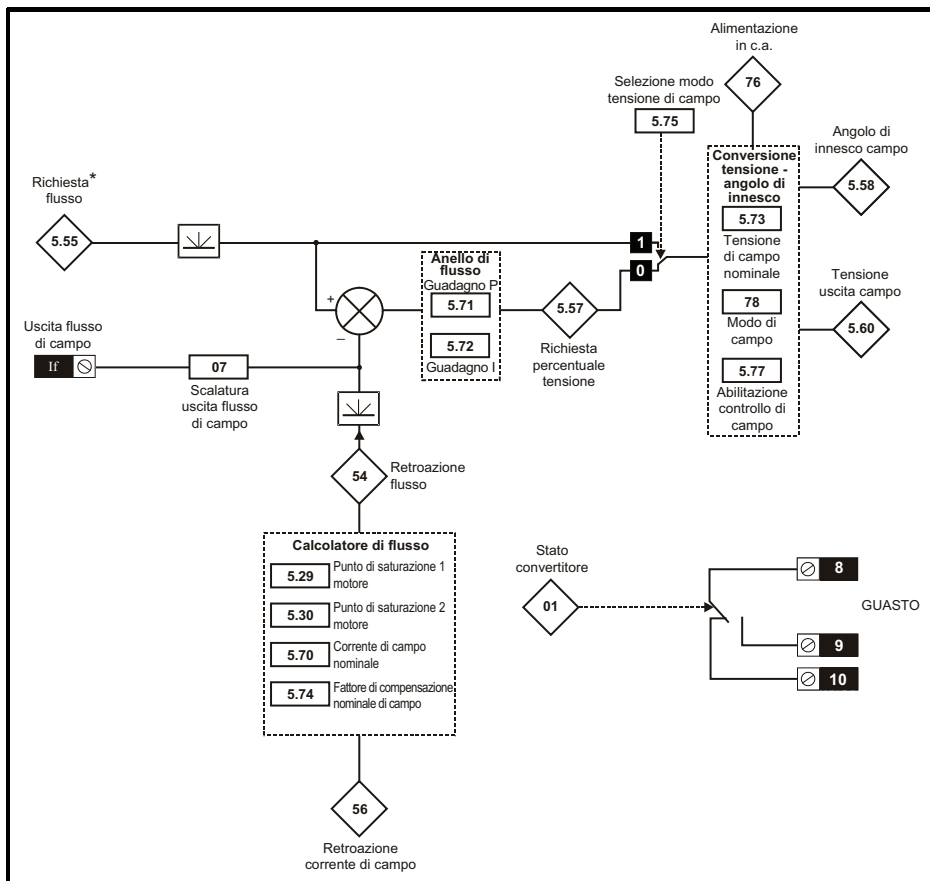 Alimentazione
in c.a.
76
Selezione modo
tensione di campo
5.75
Angolo di
innesco campo
5.58
Conversione
tensione -
angolo di
innesco
5.73
Tensione
di campo
nominale
78
Modo di
campo
5.77
Abilitazione
controllo di
campo
Tensione
uscita campo
5.60
Richiesta*
flusso
5.55
1
0
Anello di
flusso
Guadagno P
5.71
5.72
Guadagno I
5.57
Richiesta
percentuale
tensione
+
–
Uscita flusso
di campo
If
07
Scalatura
uscita flusso
di campo
54
Retroazione
flusso
Calcolatore di flusso
5.29 Punto di saturazione 1
motore
5.30 Punto di saturazione 2
motore
5.70 Corrente di campo
nominale
5.74 Fattore di compensazione
nominale di campo
56
Retroazione
corrente di campo
Stato
convertitore
01
8
GUASTO
9
10